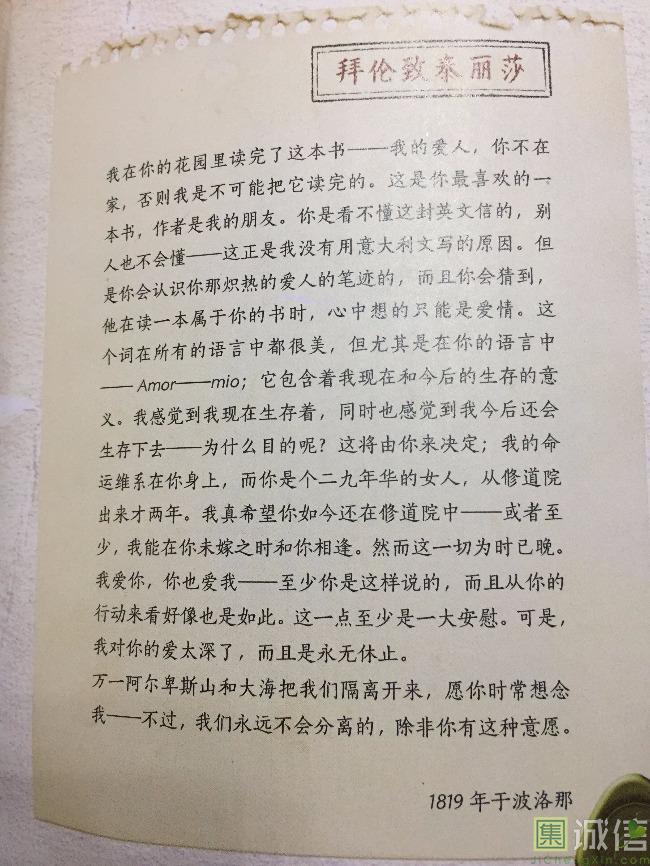 拜伦致泰丽莎
我在你的花园里读完了这本书——我的爱人，你不在
家，否则我是不可能把它读完的。这是你最喜欢的一
本书，作者是我的朋友。你是看不懂这封英文信的，别
人也不会懂——这正是我没有用意大利文写的原因。但
是你会认识你那炽热的爱人的笔迹的，而且你会猜到，
他在读一本属于你的书时，心中想的只能是爱情。这
个词在所有的语言中都很美，但尤其是在你的语言中
——Amor——mio；它包含着我现在和今后的生存的意
义。我感觉到我现在生存着，同时也感觉到我今后还会
生存下去——为什么目的呢？这将由你来决定；我的命
运维系在你身上，而你是个二九年华的女人，从修道院
出来才两年。我真希望你如今还在修道院中——或者至
少，我能在你未嫁之时和你相逢。然而这一切为时已晚。
我爱你，你也爱我——至少你是这样说的，而且从你的
行动来看好像也是如此。这一点至少是一大安慰。可是，
我对你的爱太深了，而且是永无休止。
万一阿尔卑斯山和大海把我们隔离开来，愿你时常想念
我——不过，我们永远不会分离的，除非你有这种意愿。
1819 年于波洛那
集诚信
jiChengxin.com